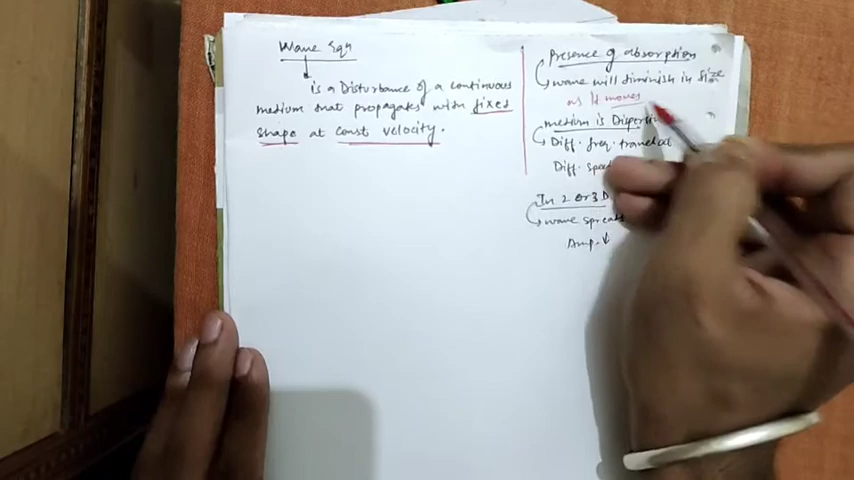 Wave Eqn
is a Disturbance of a continuous
medium that propagates with fixed
shape at const velocity.
Presence of absorption
wave will diminish in size
as it moves
medium is Dispersive
Diff. freq. travel at
Diff. speed
In 2 or 3 D
wave spreads
Amp. ↓